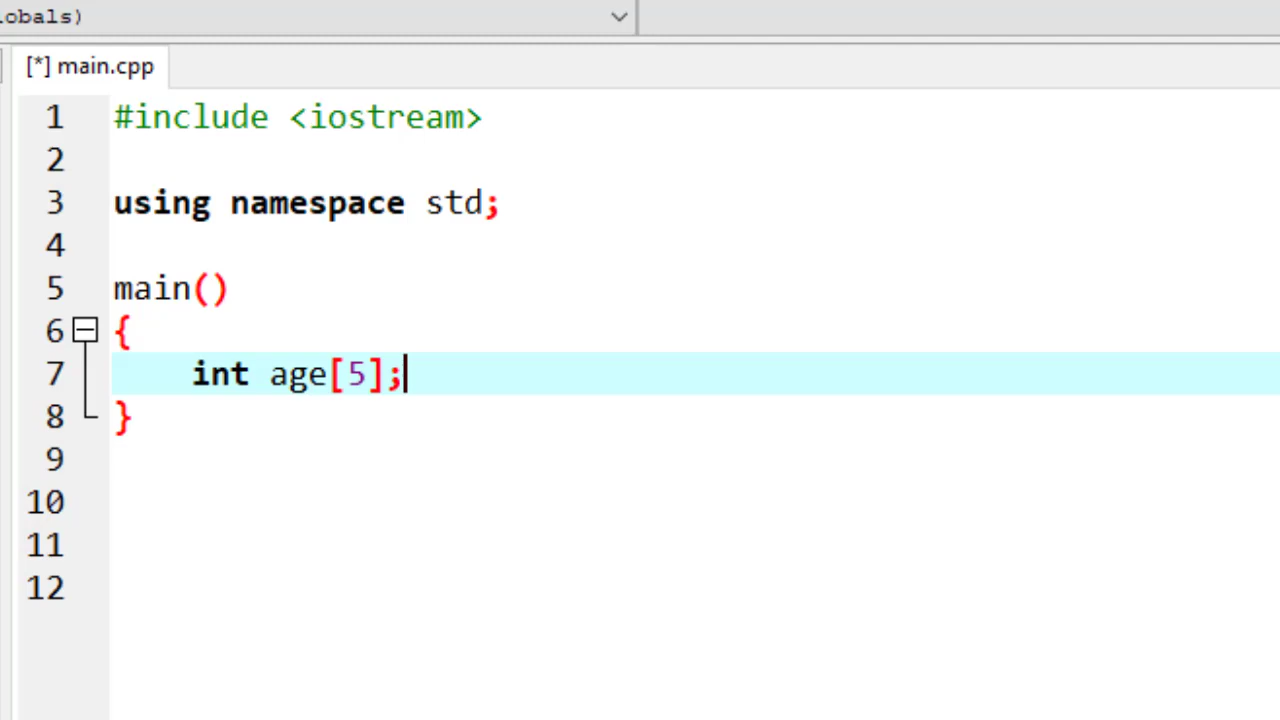 lobals)
[*] main.cpp
1 #include <iostream>
2
3 using namespace std;
4
5 main()
6 {
7 int age[5];
8 }
9
10
11
12